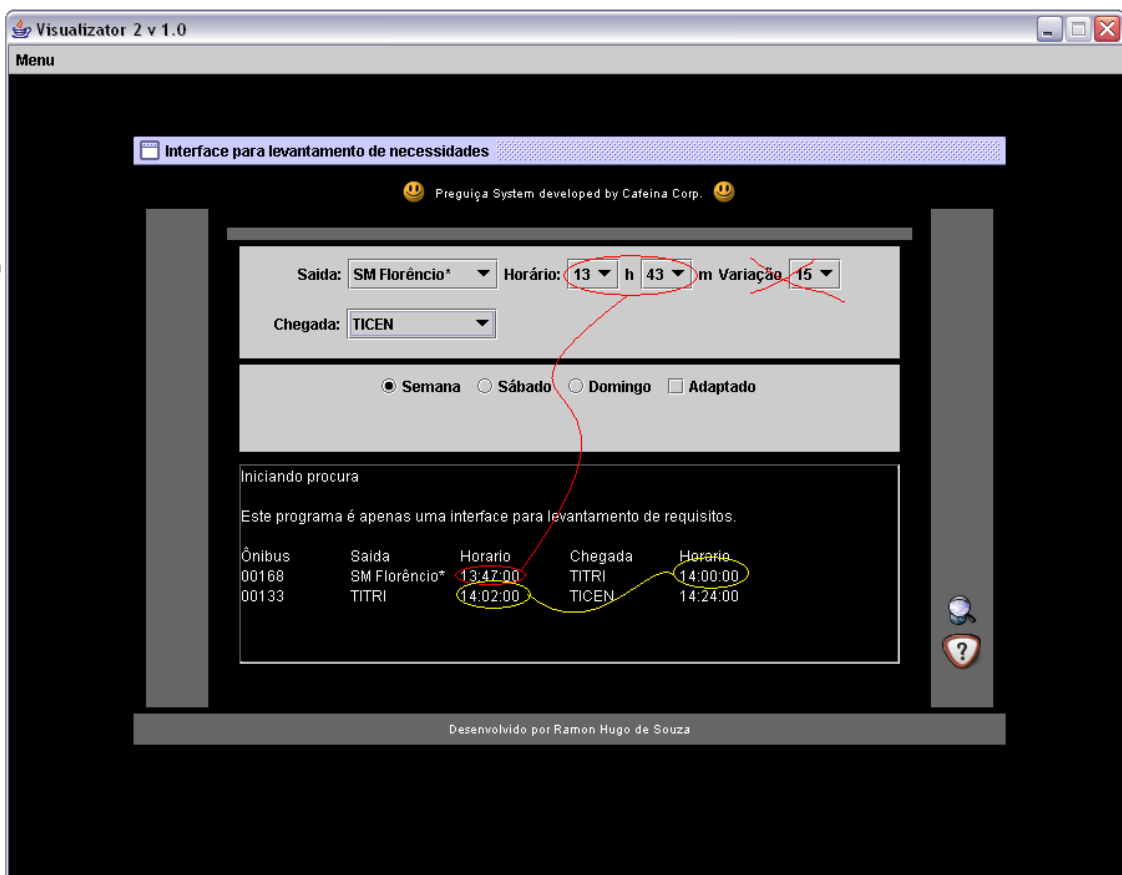 Visualizator 2 v 1.0
Menu
Interface para levantamento de necessidades
Preguiça System developed by Cafeina Corp.
Saida: SM Florêncio* Horário: 13 h 43 m Variação 15
Chegada: TICEN
Semana Sábado Domingo Adaptado
Iniciando procura
Este programa é apenas uma interface para levantamento de requisitos.
Ônibus Saida Horario Chegada Horario
00168 SM Florêncio* 13:47:00 TITRI 14:00:00
00133 TITRI 14:02:00 TICEN 14:24:00
?
Desenvolvido por Ramon Hugo de Souza